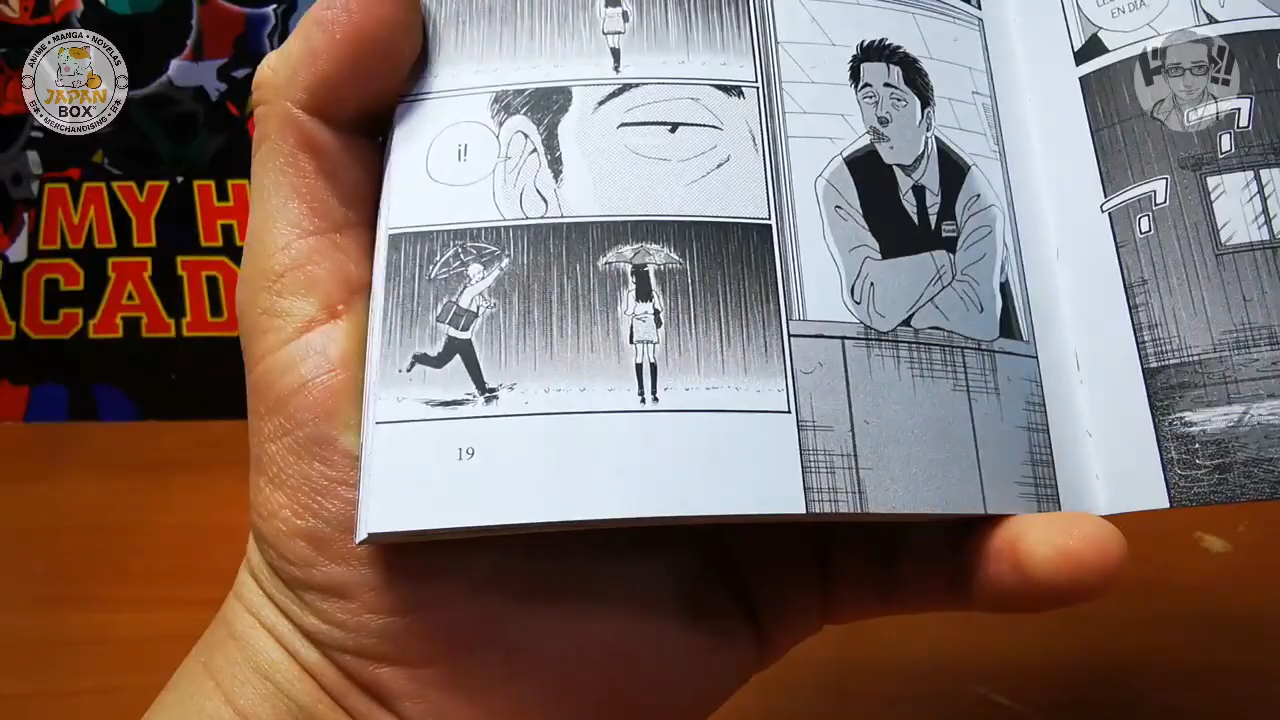 ANIME • MANGA • NOVELAS
JAPAN
BOX
MERCHANDISING
MY H
ACAD
¡!
19
EN DÍA.